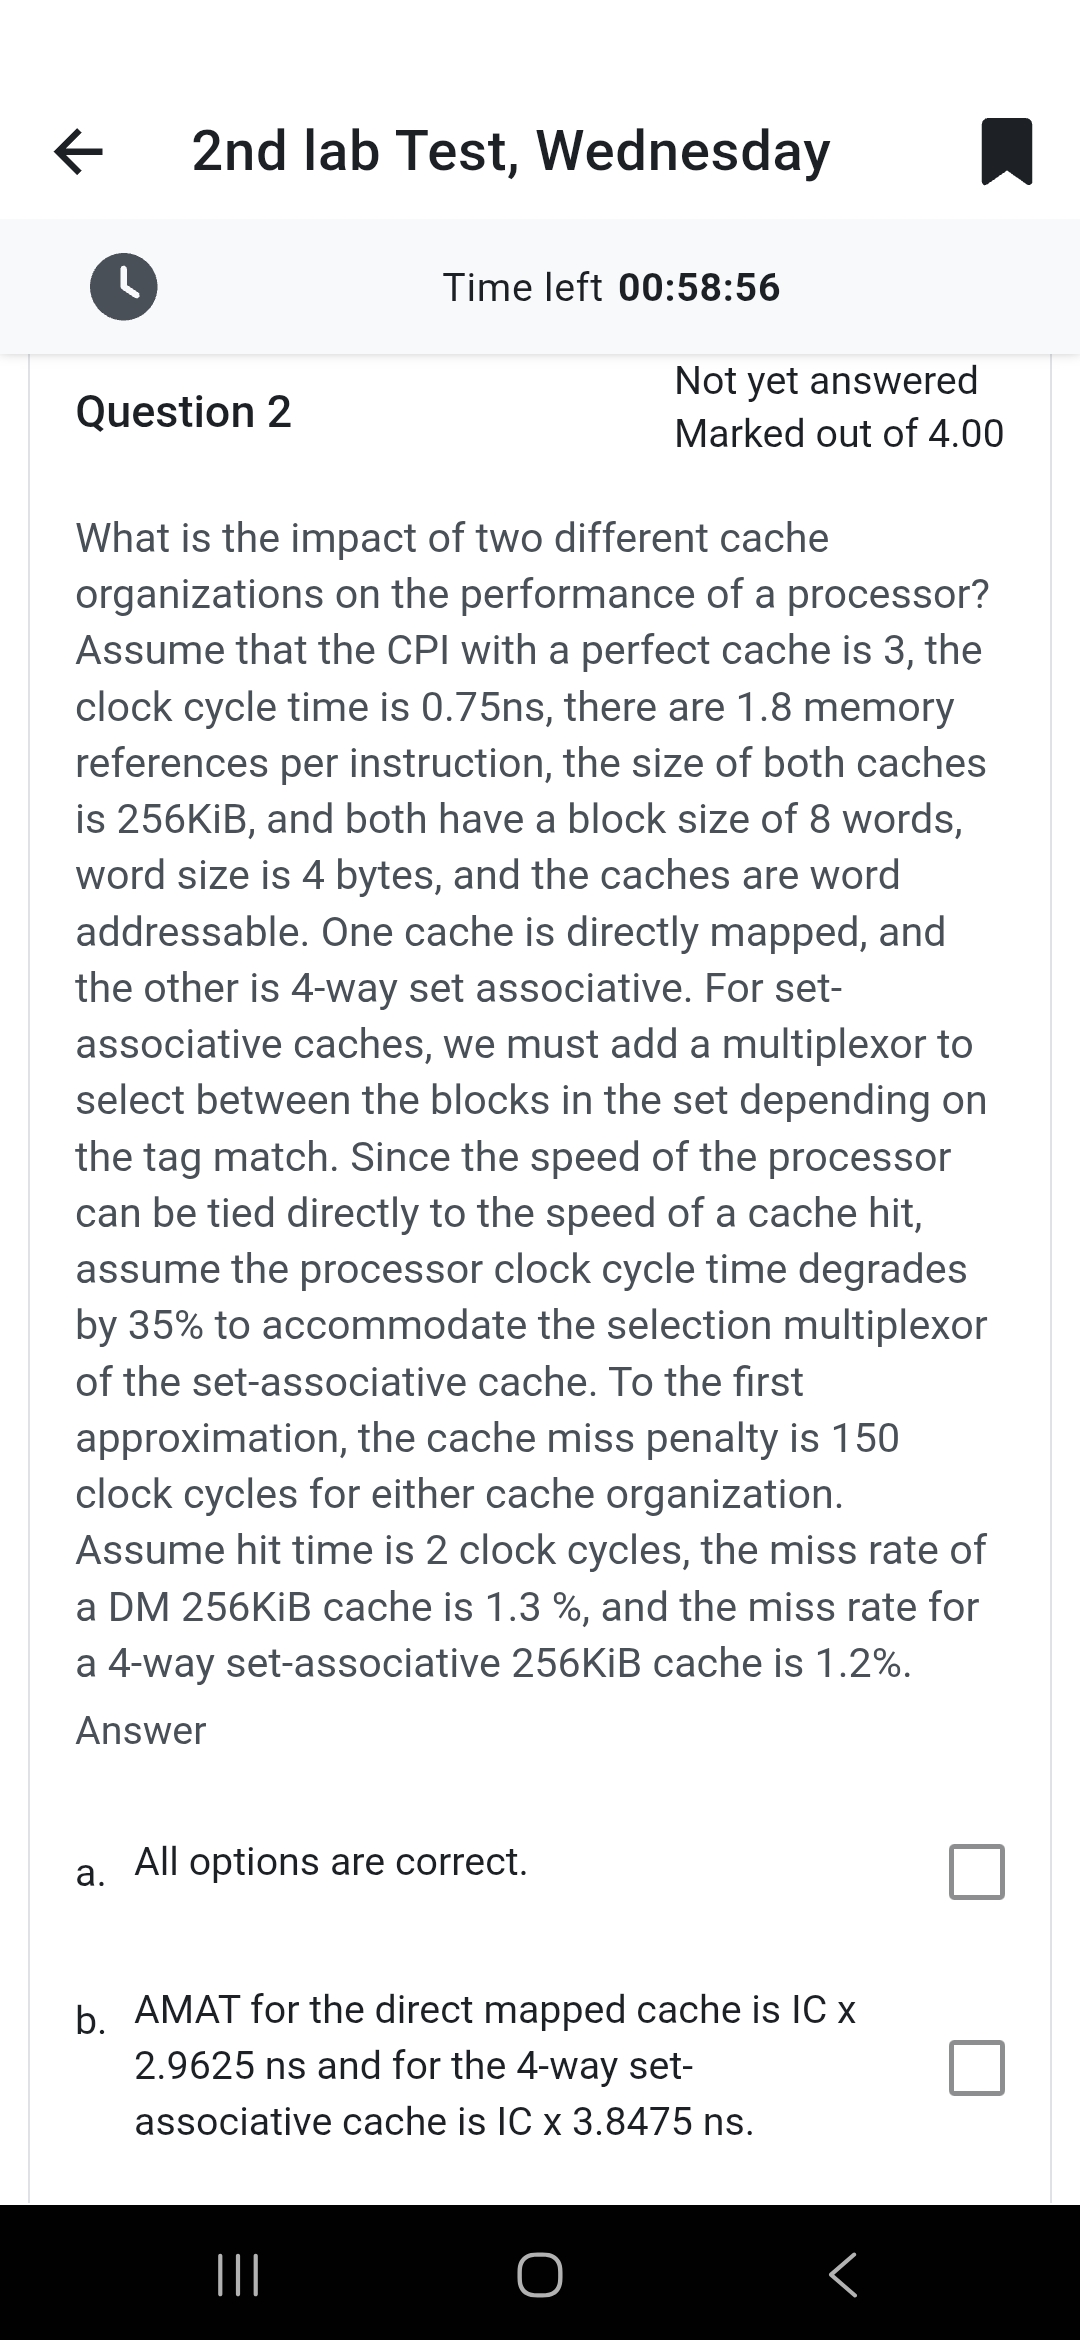 2nd lab Test, Wednesday
Time left 00:58:56
Question 2
Not yet answered
Marked out of 4.00
What is the impact of two different cache
organizations on the performance of a processor?
Assume that the CPI with a perfect cache is 3, the
clock cycle time is 0.75ns, there are 1.8 memory
references per instruction, the size of both caches
is 256KiB, and both have a block size of 8 words,
word size is 4 bytes, and the caches are word
addressable. One cache is directly mapped, and
the other is 4-way set associative. For set-
associative caches, we must add a multiplexor to
select between the blocks in the set depending on
the tag match. Since the speed of the processor
can be tied directly to the speed of a cache hit,
assume the processor clock cycle time degrades
by 35% to accommodate the selection multiplexor
of the set-associative cache. To the first
approximation, the cache miss penalty is 150
clock cycles for either cache organization.
Assume hit time is 2 clock cycles, the miss rate of
a DM 256KiB cache is 1.3 %, and the miss rate for
a 4-way set-associative 256KiB cache is 1.2%.
Answer
a. All options are correct.
b. AMAT for the direct mapped cache is IC x
2.9625 ns and for the 4-way set-
associative cache is IC x 3.8475 ns.